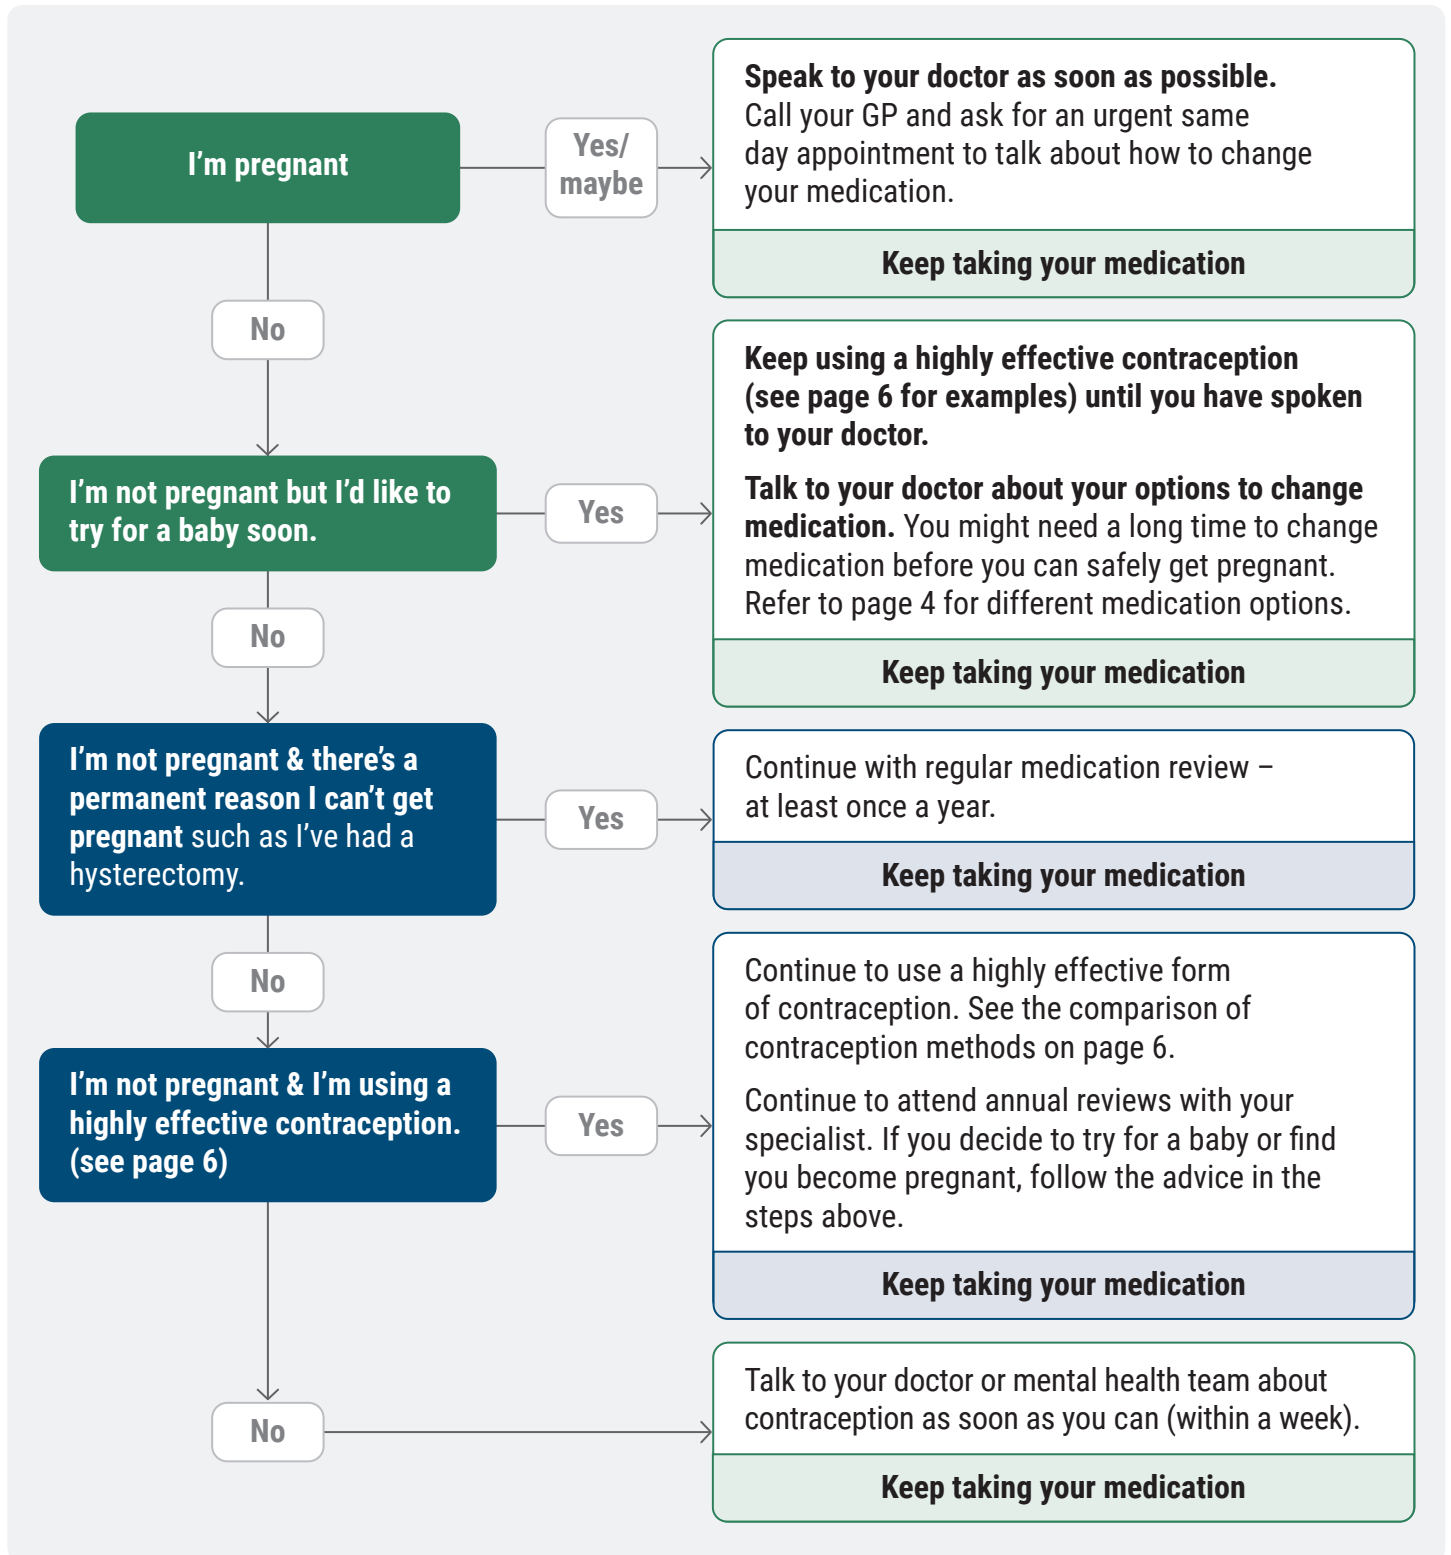 I’m pregnant
Yes/
maybe
Speak to your doctor as soon as possible.
Call your GP and ask for an urgent same
day appointment to talk about how to change
your medication.
Keep taking your medication
No
I’m not pregnant but I’d like to
try for a baby soon.
Yes
Keep using a highly effective contraception
(see page 6 for examples) until you have spoken
to your doctor.
Talk to your doctor about your options to change
medication. You might need a long time to change
medication before you can safely get pregnant.
Refer to page 4 for different medication options.
Keep taking your medication
No
I’m not pregnant & there’s a
permanent reason I can’t get
pregnant such as I’ve had a
hysterectomy.
Yes
Continue with regular medication review –
at least once a year.
Keep taking your medication
No
I’m not pregnant & I’m using a
highly effective contraception.
(see page 6)
Yes
Continue to use a highly effective form
of contraception. See the comparison of
contraception methods on page 6.
Continue to attend annual reviews with your
specialist. If you decide to try for a baby or find
you become pregnant, follow the advice in the
steps above.
Keep taking your medication
No
Talk to your doctor or mental health team about
contraception as soon as you can (within a week).
Keep taking your medication